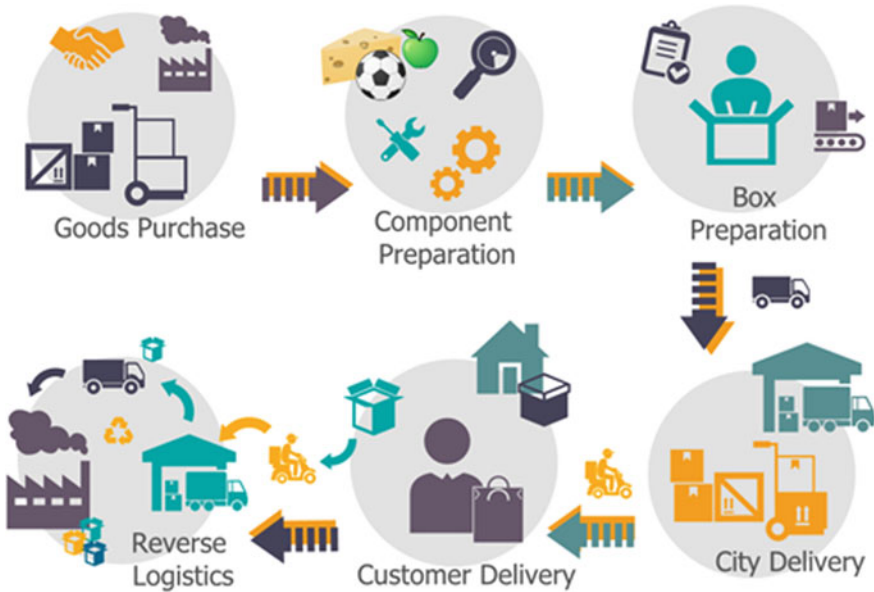 Goods Purchase
Component
Preparation
Box
Preparation
City Delivery
Customer Delivery
Reverse
Logistics